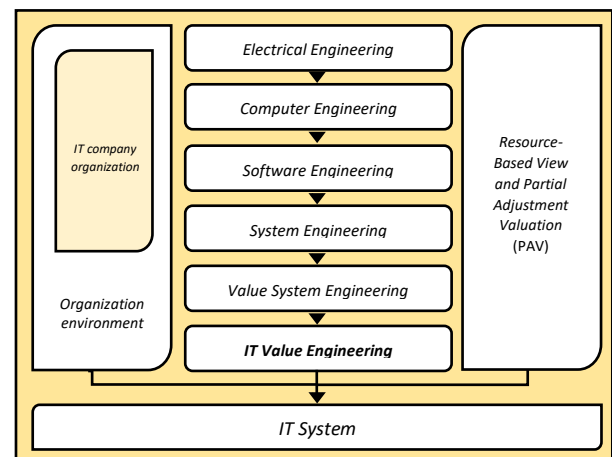 IT company
organization
Organization
environment
Electrical Engineering
Computer Engineering
Software Engineering
System Engineering
Value System Engineering
IT Value Engineering
Resource-
Based View
and Partial
Adjustment
Valuation
(PAV)
IT System